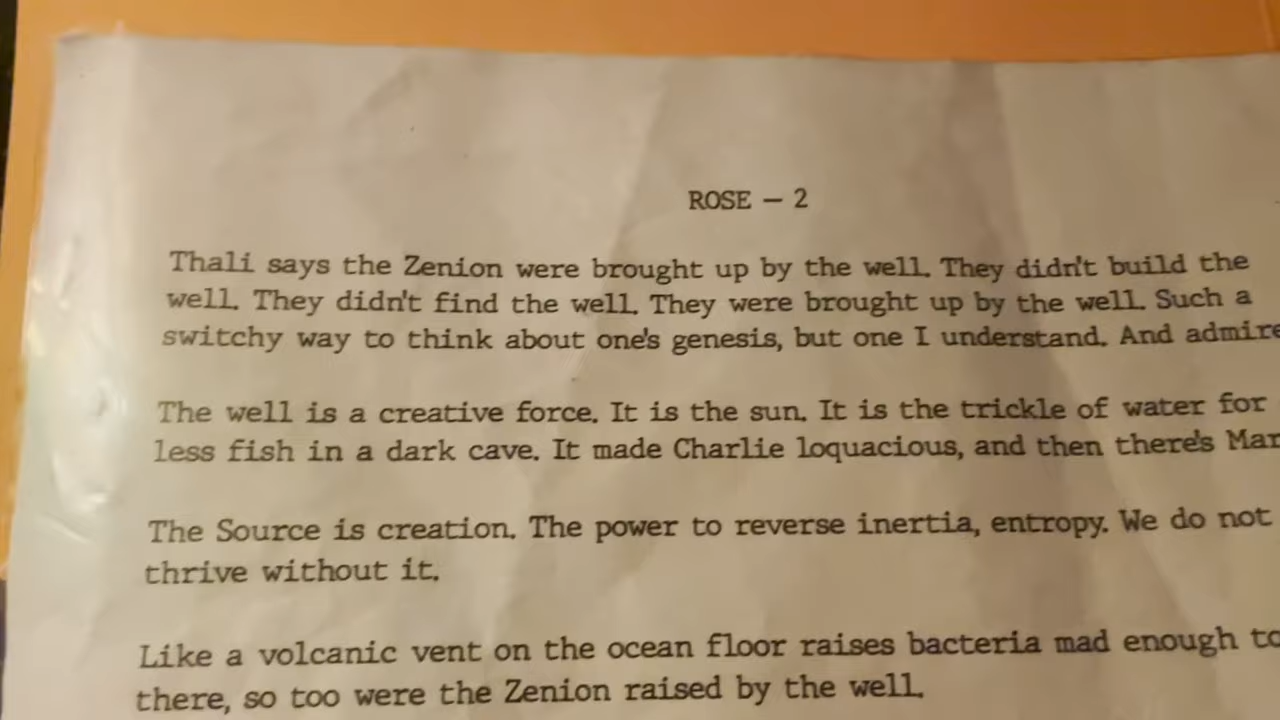 ROSE — 2
Thali says the Zenion were brought up by the well. They didn't build the
well. They didn't find the well. They were brought up by the well. Such a
switchy way to think about one's genesis, but one I understand. And admire
The well is a creative force. It is the sun. It is the trickle of water for
less fish in a dark cave. It made Charlie loquacious, and then there's Mar
The Source is creation. The power to reverse inertia, entropy. We do not
thrive without it.
Like a volcanic vent on the ocean floor raises bacteria mad enough to
there, so too were the Zenion raised by the well.